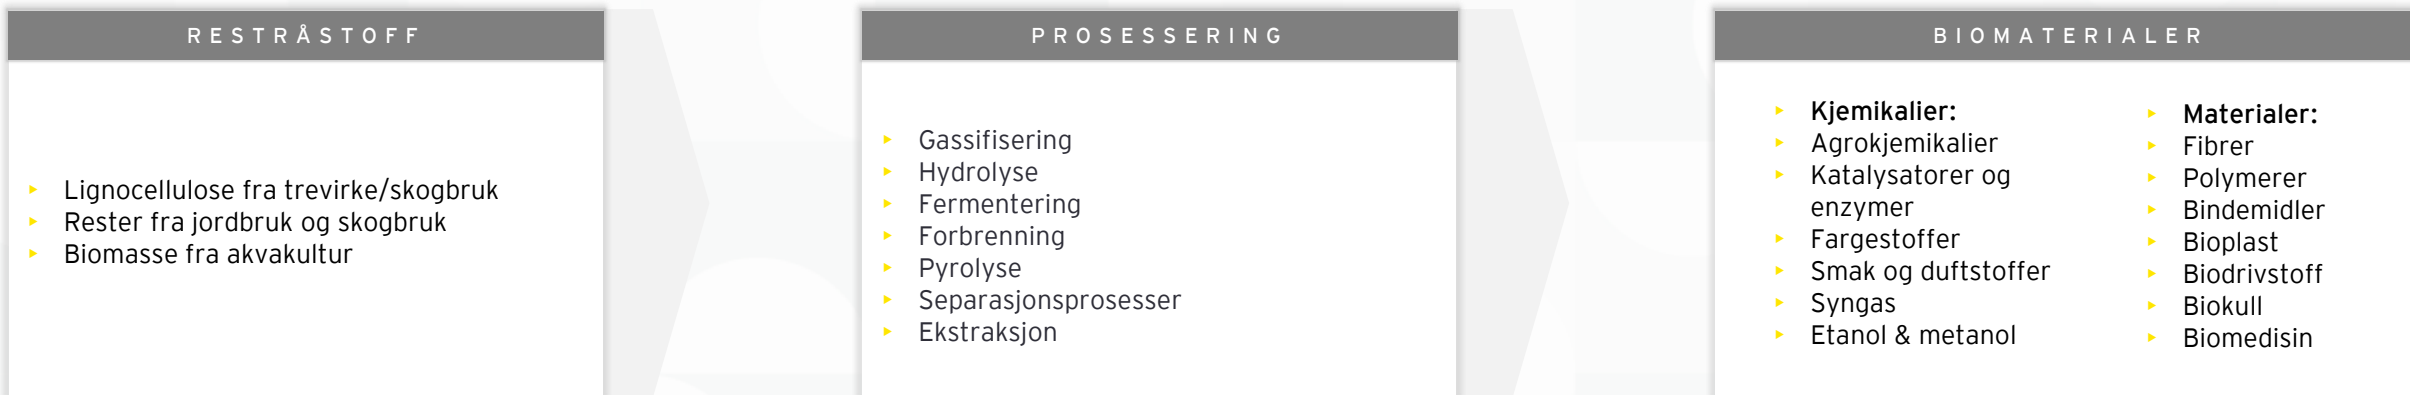 RESTRÅSTOFF
Lignocellulose fra trevirke/skogbruk
Rester fra jordbruk og skogbruk
Biomasse fra akvakultur
PROSESSERING
Gassifisering
Hydrolyse
Fermentering
Forbrenning
Pyrolyse
Separasjonsprosesser
Ekstraksjon
BIOMATERIALER
Kjemikalier:
Agrokjemikalier
Katalysatorer og
enzymer
Fargestoffer
Smak og duftstoffer
Syngas
Etanol & metanol
Materialer:
Fibrer
Polymerer
Bindemidler
Bioplast
Biodrivstoff
Biokull
Biomedisin